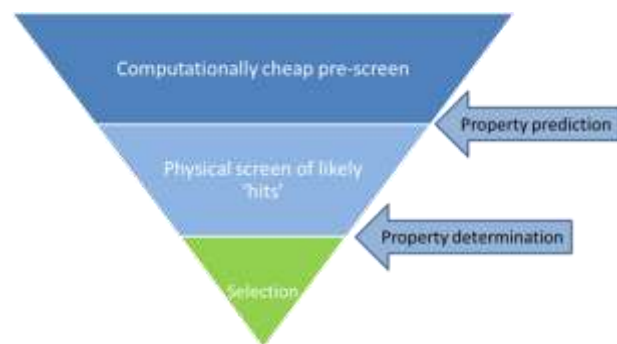 Computationally cheap pre-screen
Property prediction
Physical screen of likely
'hits'
Property determination
Selection